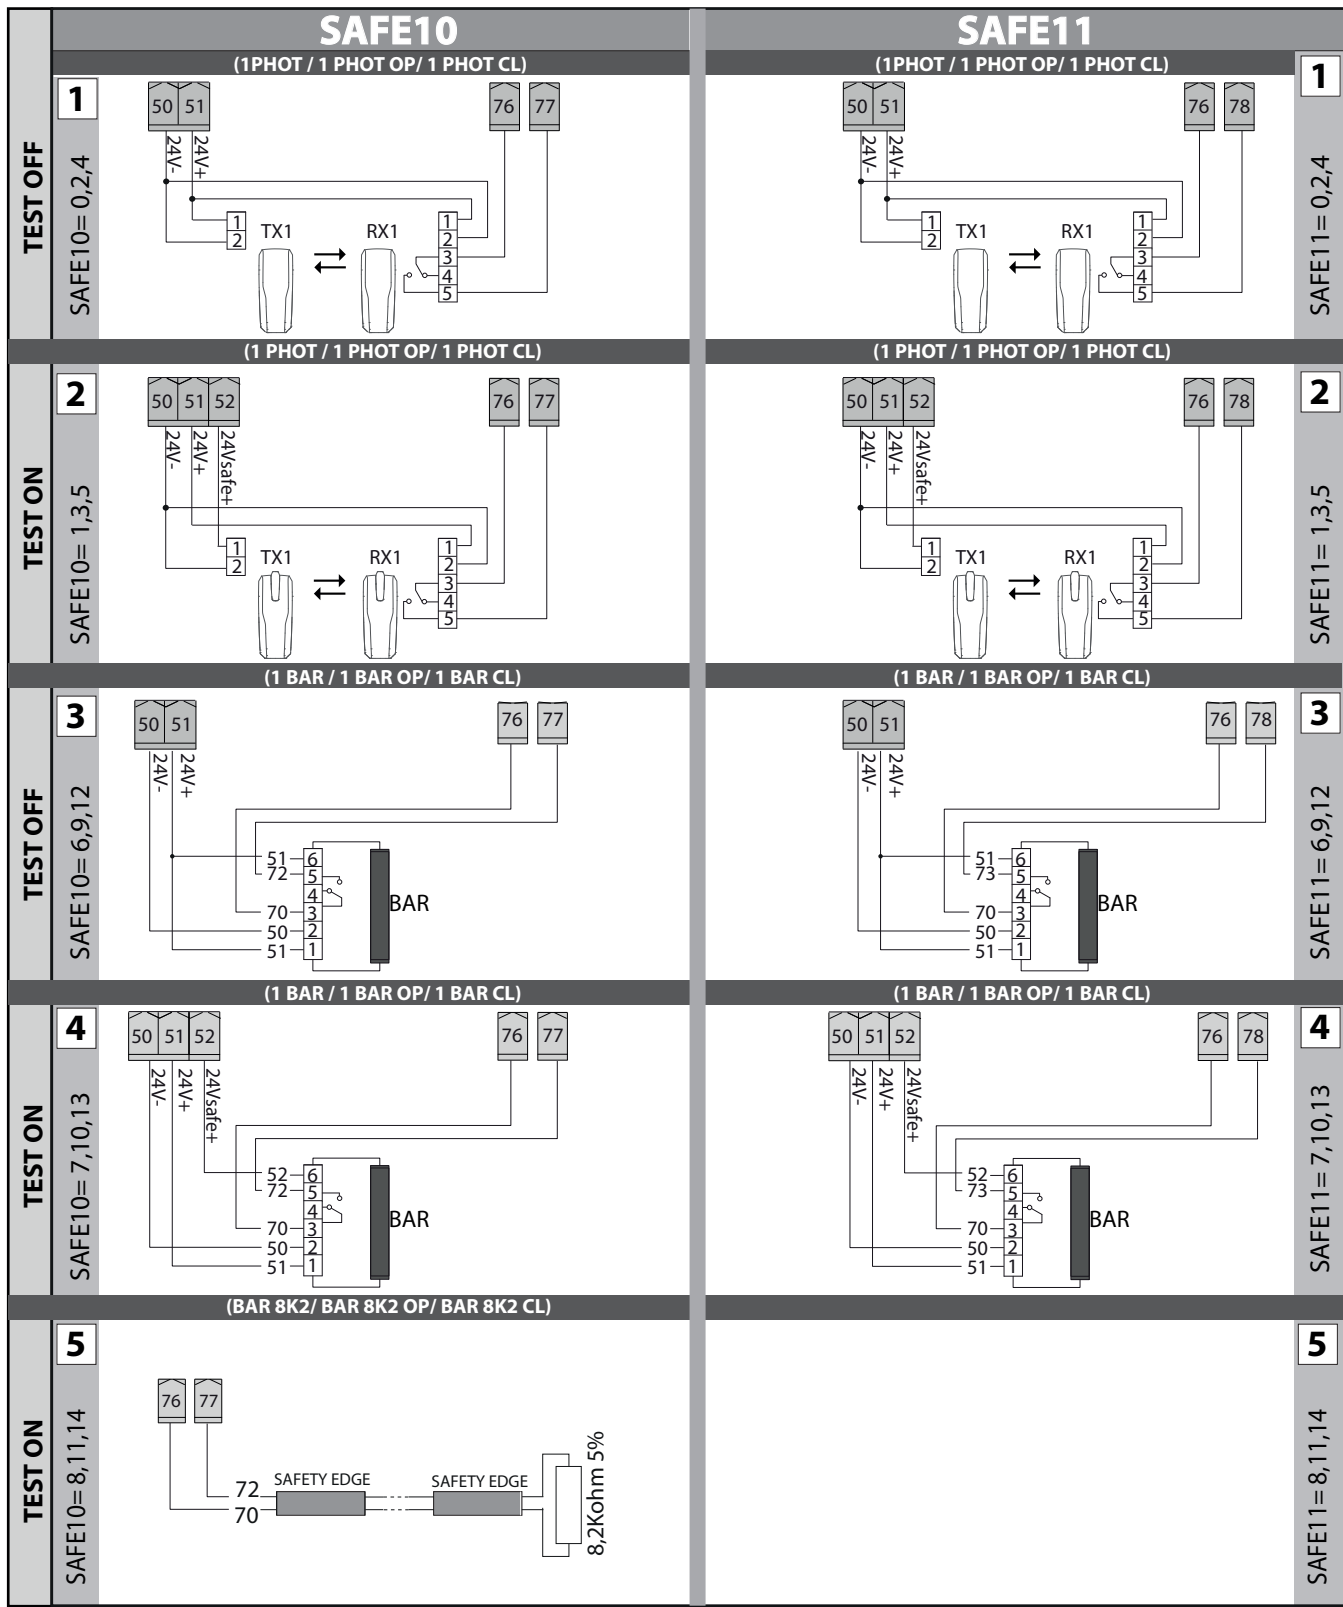 SAFE10
SAFE11
(1PHOT / 1 PHOT OP/ 1 PHOT CL)
(1PHOT / 1 PHOT OP/ 1 PHOT CL)
TEST OFF
1
SAFE10= 0,2,4
50 51
76 77
24V-
24V+
1
2
TX1
RX1
1
2
3
4
5
50 51
76 78
24V-
24V+
1
2
TX1
RX1
1
2
3
4
5
1
SAFE11= 0,2,4
(1 PHOT / 1 PHOT OP/ 1 PHOT CL)
(1 PHOT / 1 PHOT OP/ 1 PHOT CL)
TEST ON
2
SAFE10= 1,3,5
50 51 52
76 77
24V-
24V+
24Vsafe+
1
2
TX1
RX1
1
2
3
4
5
50 51 52
76 78
24V-
24V+
24Vsafe+
1
2
TX1
RX1
1
2
3
4
5
2
SAFE11= 1,3,5
(1 BAR / 1 BAR OP/ 1 BAR CL)
(1 BAR / 1 BAR OP/ 1 BAR CL)
TEST OFF
3
SAFE10= 6,9,12
50 51
76 77
24V-
24V+
51 6
72 5
4
70 3
50 2
51 1
BAR
50 51
76 78
24V-
24V+
51 6
73 5
4
70 3
50 2
51 1
BAR
3
SAFE11= 6,9,12
(1 BAR / 1 BAR OP/ 1 BAR CL)
(1 BAR / 1 BAR OP/ 1 BAR CL)
TEST ON
4
SAFE10= 7,10,13
50 51 52
76 77
24V-
24V+
24Vsafe+
52 6
72 5
4
70 3
50 2
51 1
BAR
50 51 52
76 78
24V-
24V+
24Vsafe+
52 6
73 5
4
70 3
50 2
51 1
BAR
4
SAFE11= 7,10,13
(BAR 8K2/ BAR 8K2 OP/ BAR 8K2 CL)
TEST ON
5
SAFE10= 8,11,14
76 77
72
70
SAFETY EDGE
SAFETY EDGE
8,2Kohm 5%
5
SAFE11= 8,11,14